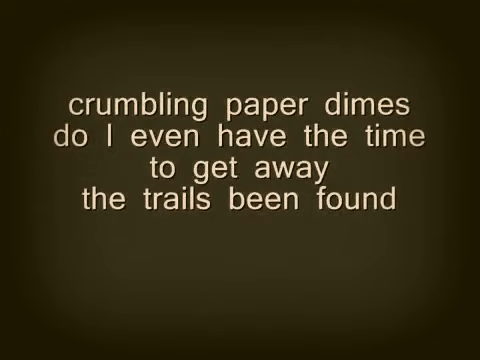 crumbling paper dimes
do I even have the time
to get away
the trails been found